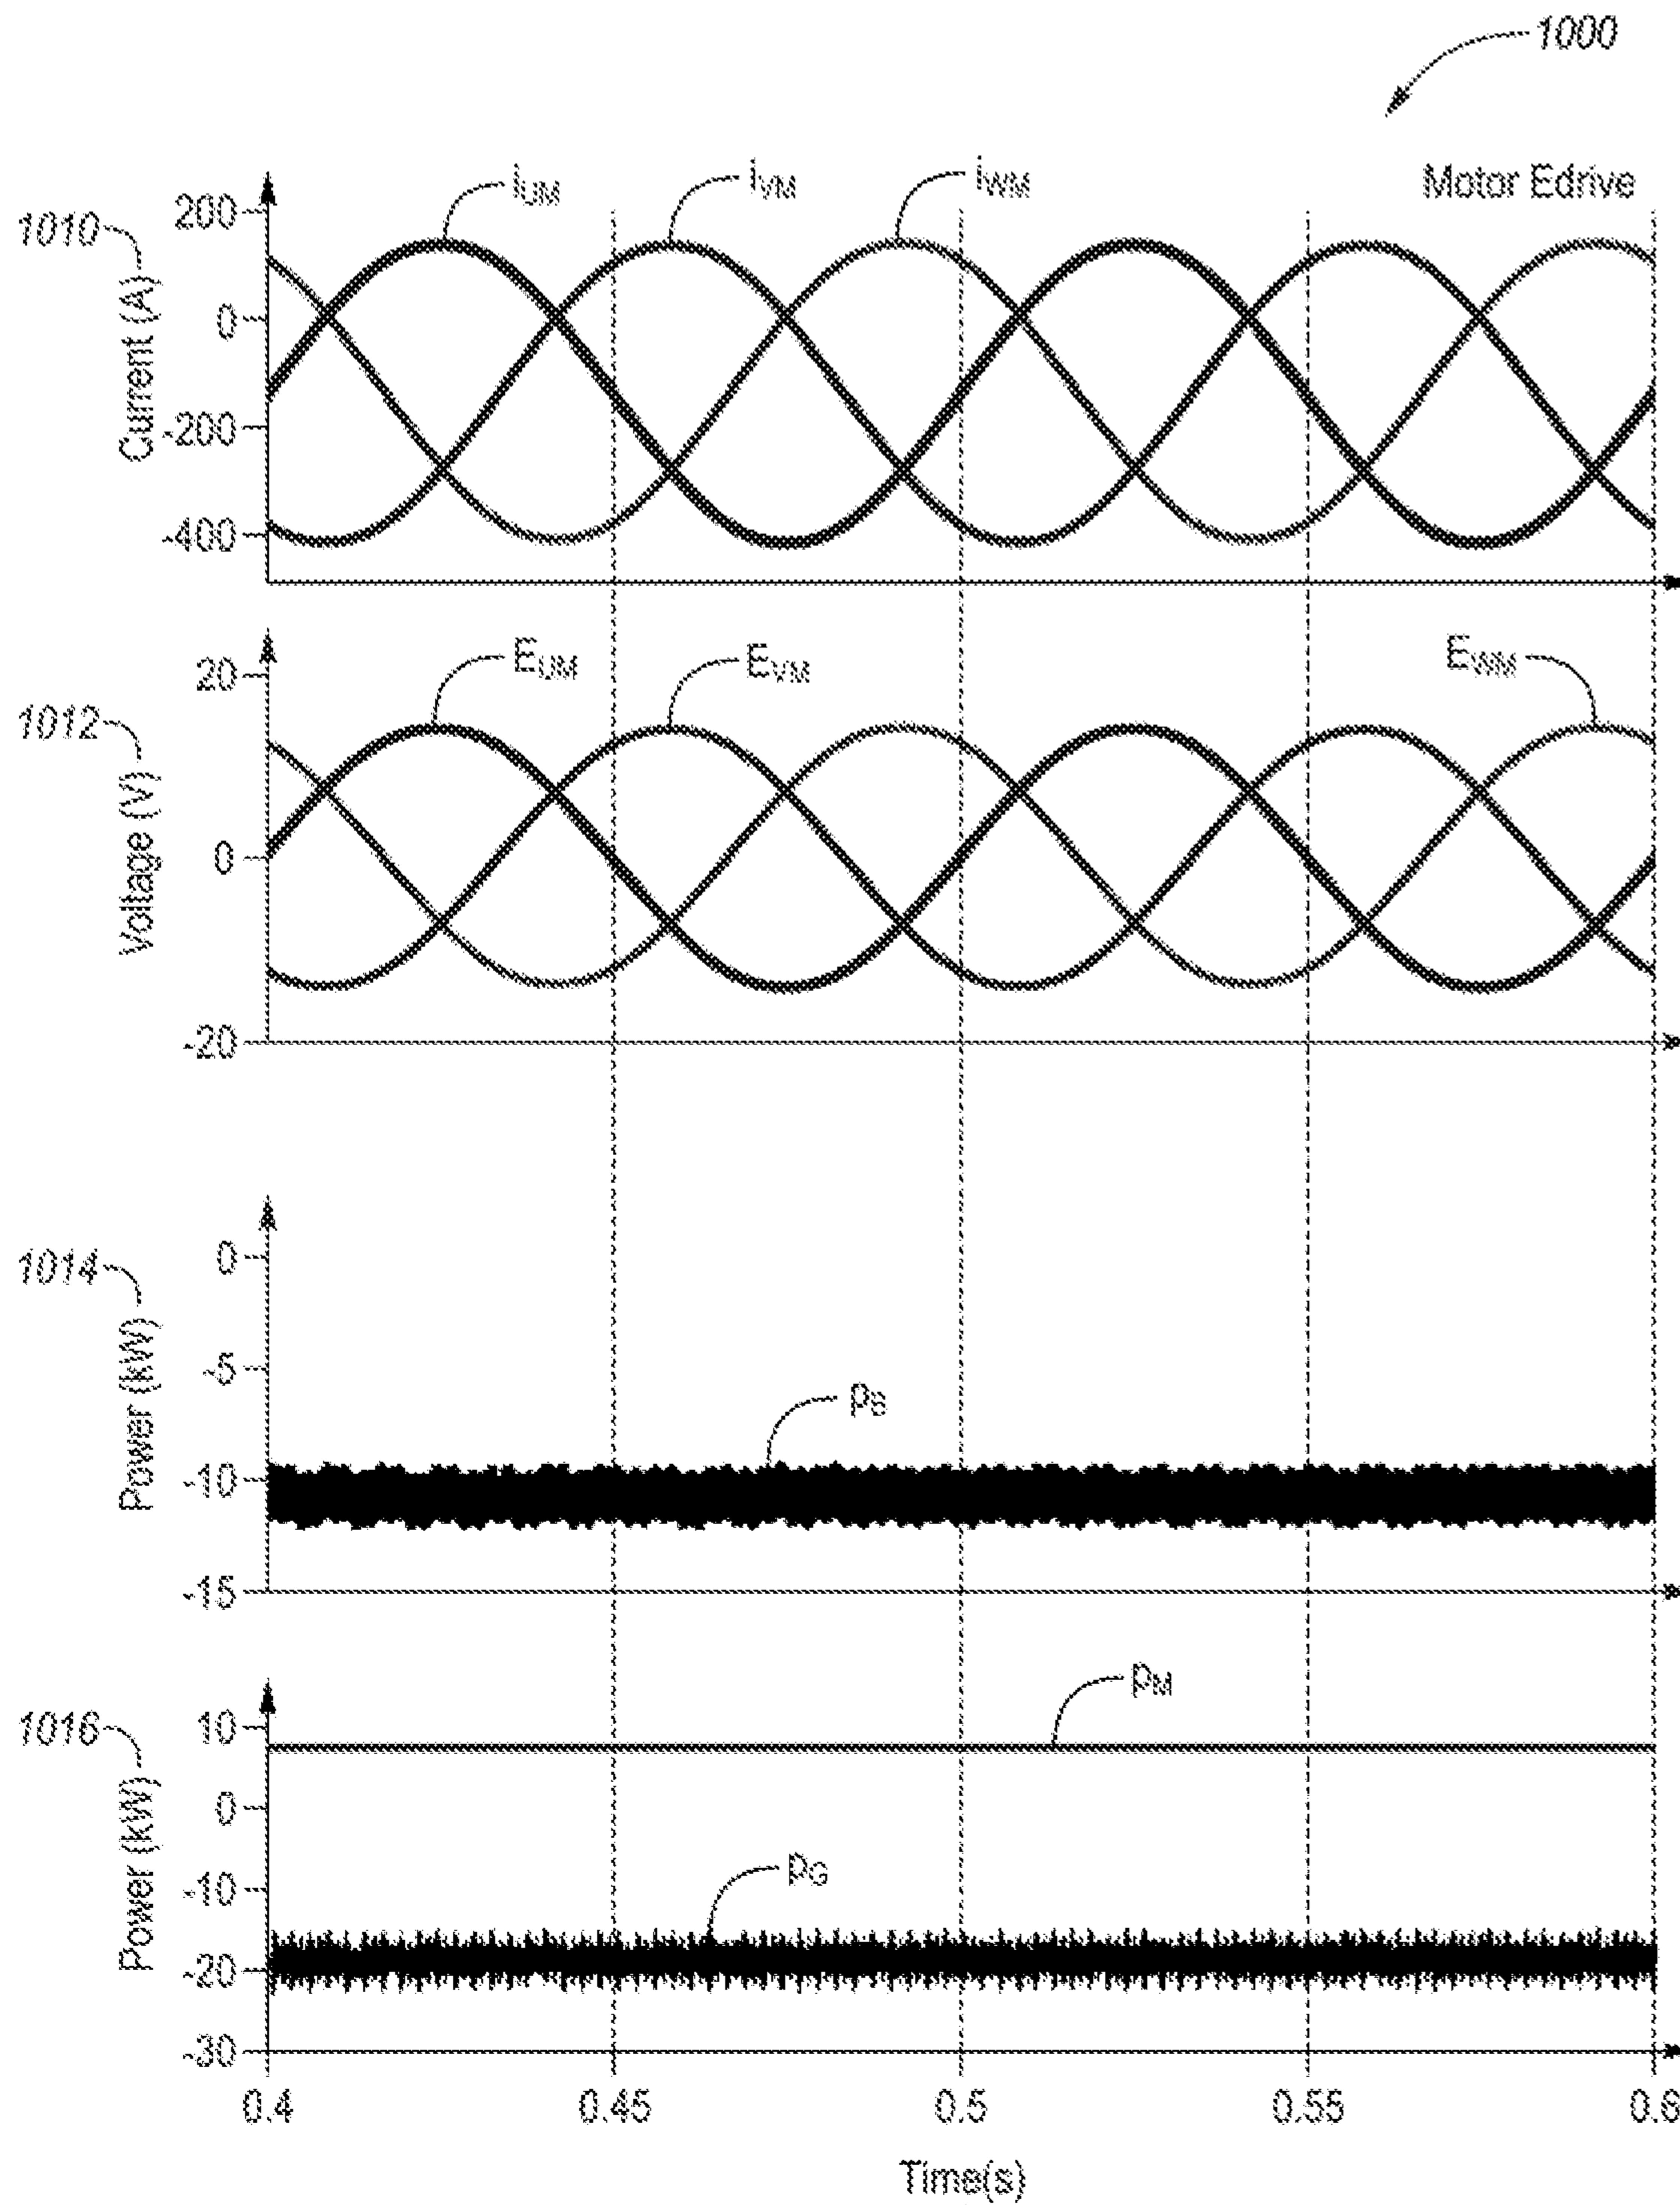 1000
i_UM
i_VM
i_WM
Motor Edrive
1010
Current (A)
200
0
-200
-400
E_UM
E_VM
E_WM
1012
Voltage (V)
20
0
-20
1014
Power (kW)
0
-5
-10
-15
p_B
1016
Power (kW)
10
0
-10
-20
-30
p_M
p_G
0.4 0.45 0.5 0.55 0.6
Time(s)